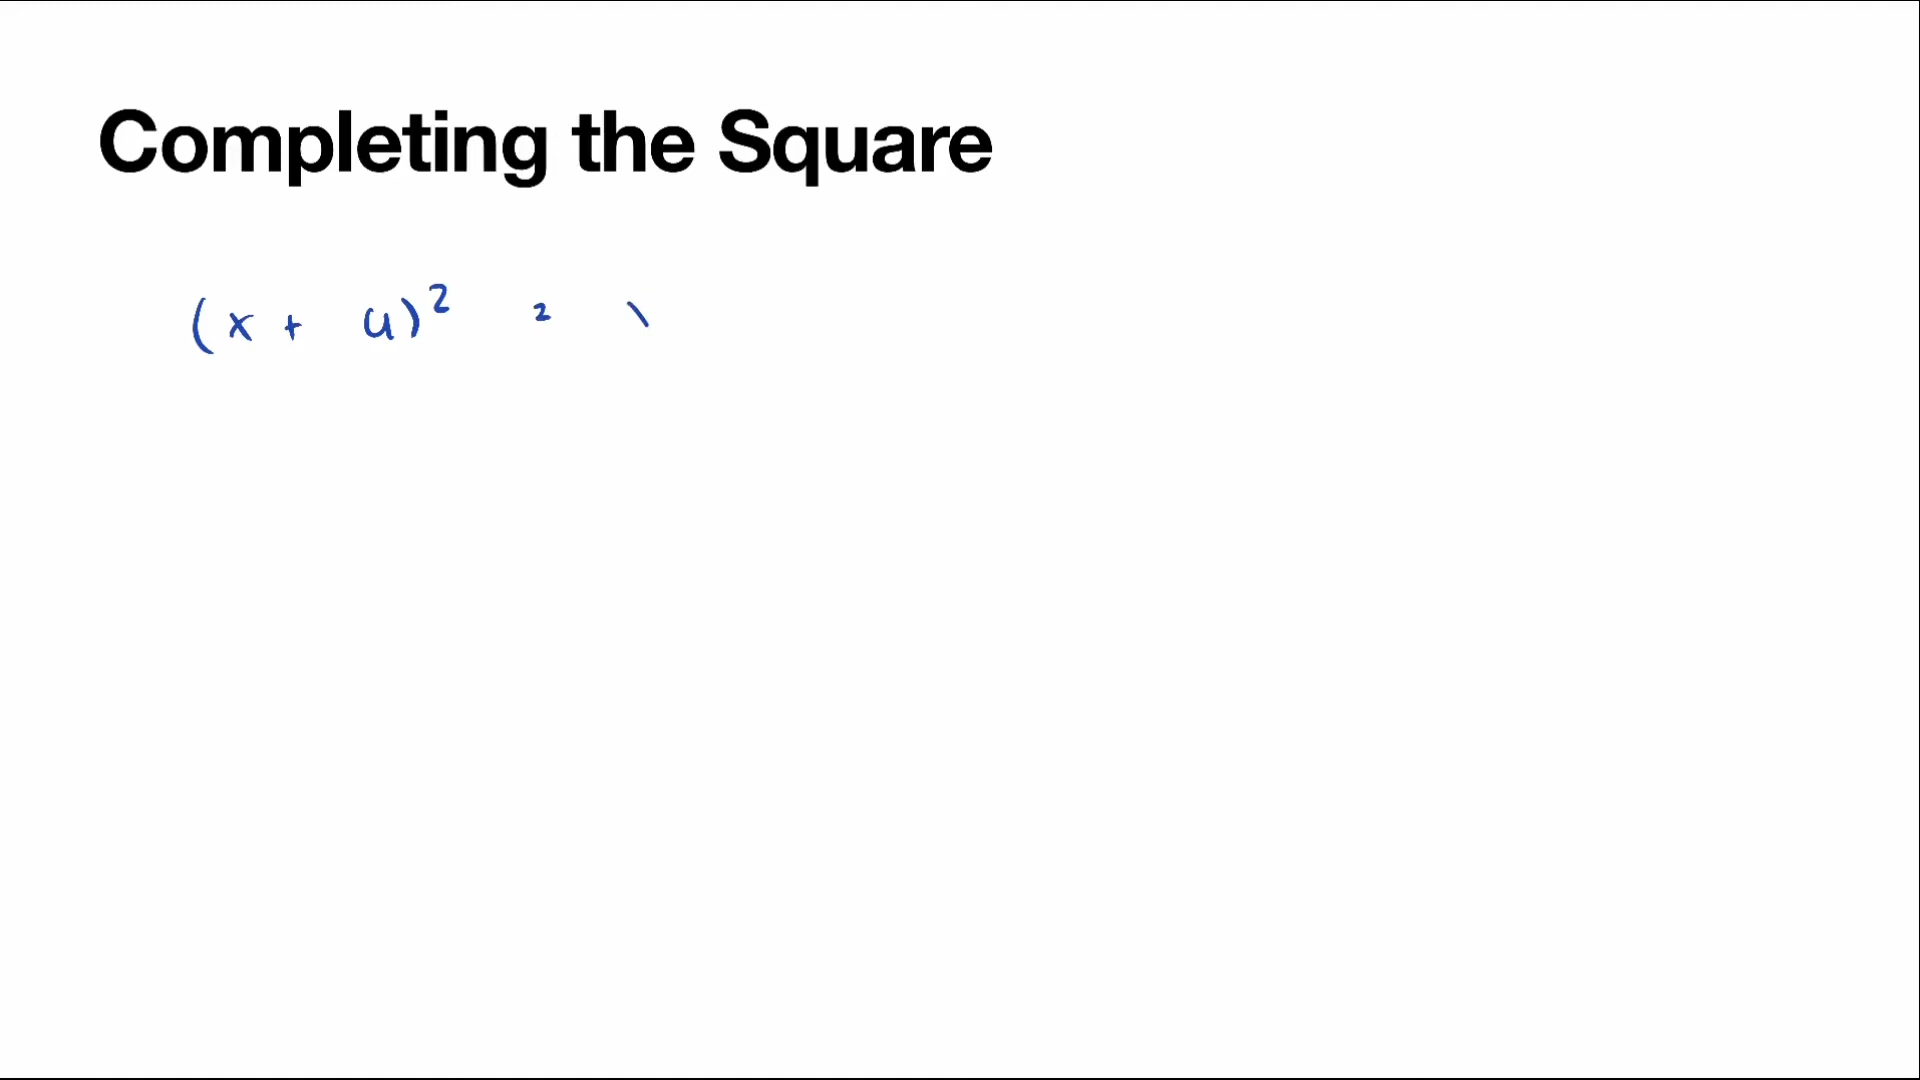 Completing the Square
(x + a)² =